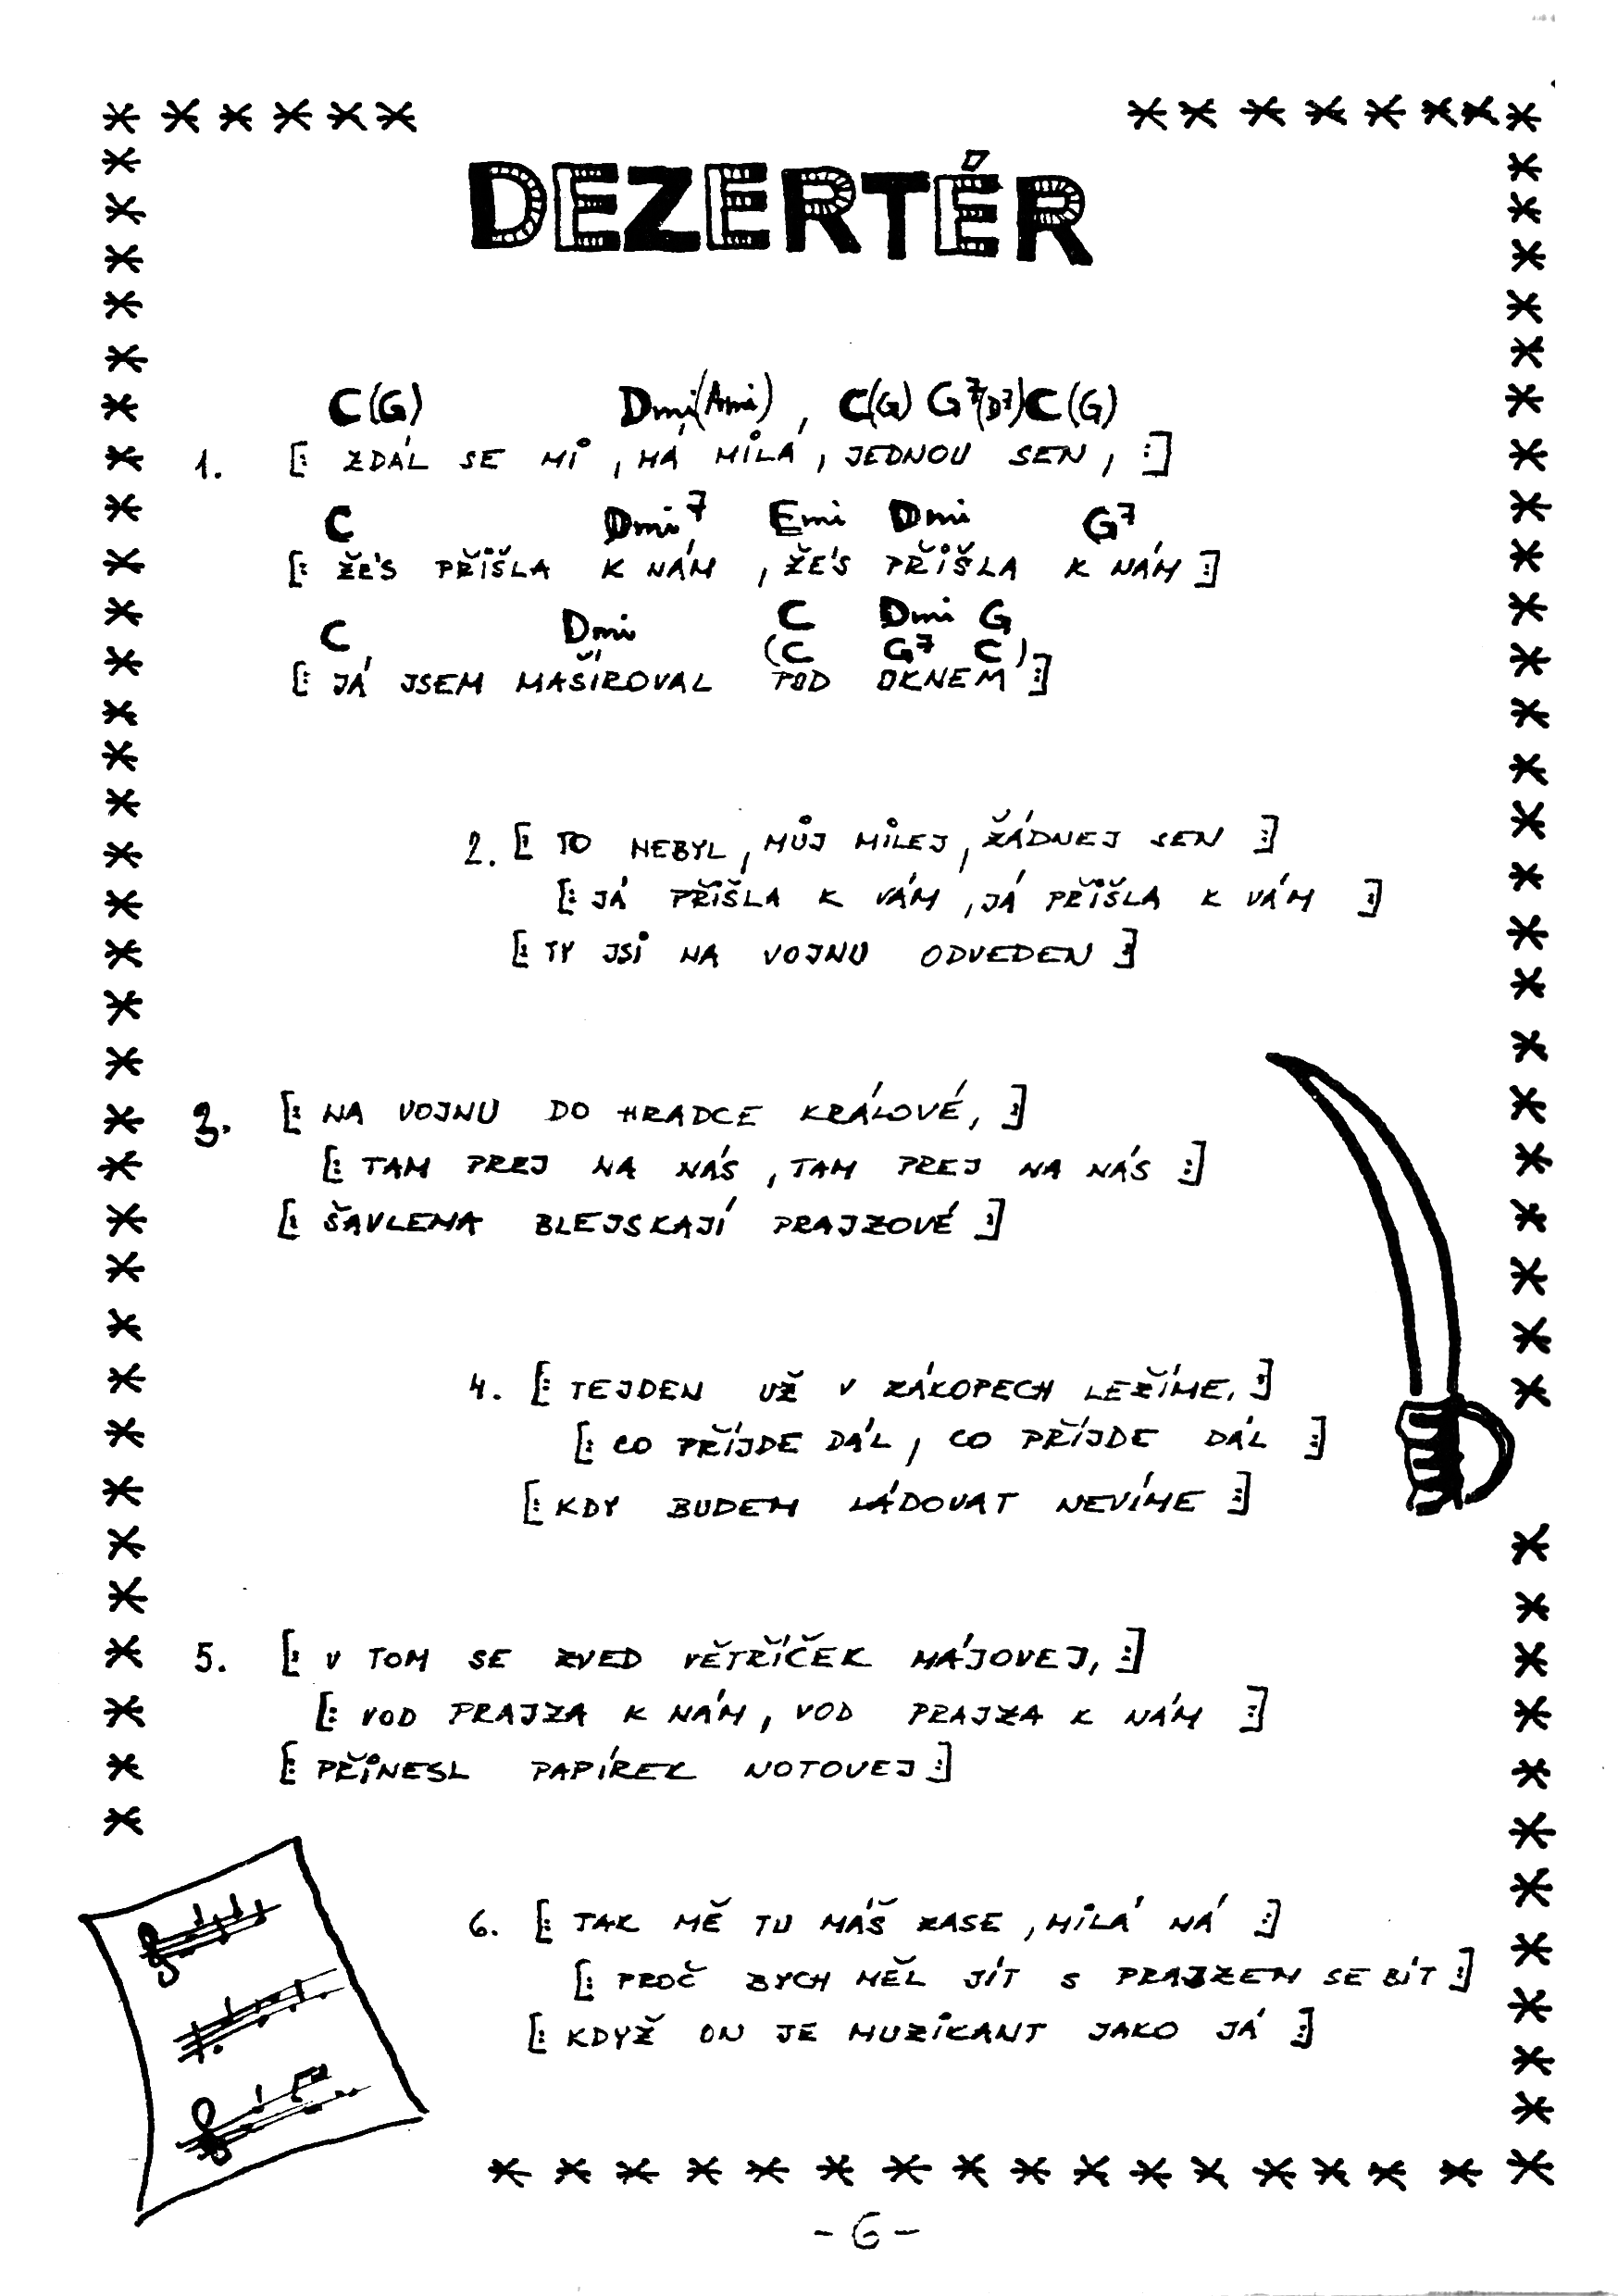 DEZERTÉR
C(G) Dmi(Ami) C(G) G7(D7) C(G)
1. [: ZDÁL SE MI, MÁ MILÁ, JEDNOU SEN, :]
C Dmi7 Emi Dmi G7
[: ŽE'S PŘIŠLA K NÁM, ŽE'S PŘIŠLA K NÁM :]
C Dmi C Dmi G
(C G7 C)
[: JÁ JSEM MAŠÍROVAL POD OKNEM :]
2. [: TO NEBYL, MŮJ MILEJ, ŽÁDNEJ SEN :]
[: JÁ PŘIŠLA K VÁM, JÁ PŘIŠLA K VÁM :]
[: TY JSI NA VOJNU ODVEDEN :]
3. [: NA VOJNU DO HRADCE KRÁLOVÉ, :]
[: TAM PREJ NA NÁS, TAM PREJ NA NÁS :]
[: ŠAVLEMA BLEJSKAJÍ PRAJZOVÉ :]
4. [: TEJDEN UŽ V ZÁKOPECH LEŽÍME, :]
[: CO PŘÍJDE DÁL, CO PŘÍJDE DÁL :]
[: KDY BUDEM LÁDOVAT NEVÍME :]
5. [: V TOM SE ZVED VĚTŘÍČEK MÁJOVEJ, :]
[: VOD PRAJZA K NÁM, VOD PRAJZA K NÁM :]
[: PŘINESL PAPÍREK NOTOVEJ :]
6. [: TAK MĚ TU MÁŠ ZASE, MILÁ MÁ :]
[: PROČ BYCH MĚL JÍT S PRAJZEM SE BÍT :]
[: KDYŽ ON JE MUZIKANT JAKO JÁ :]
- 6 -